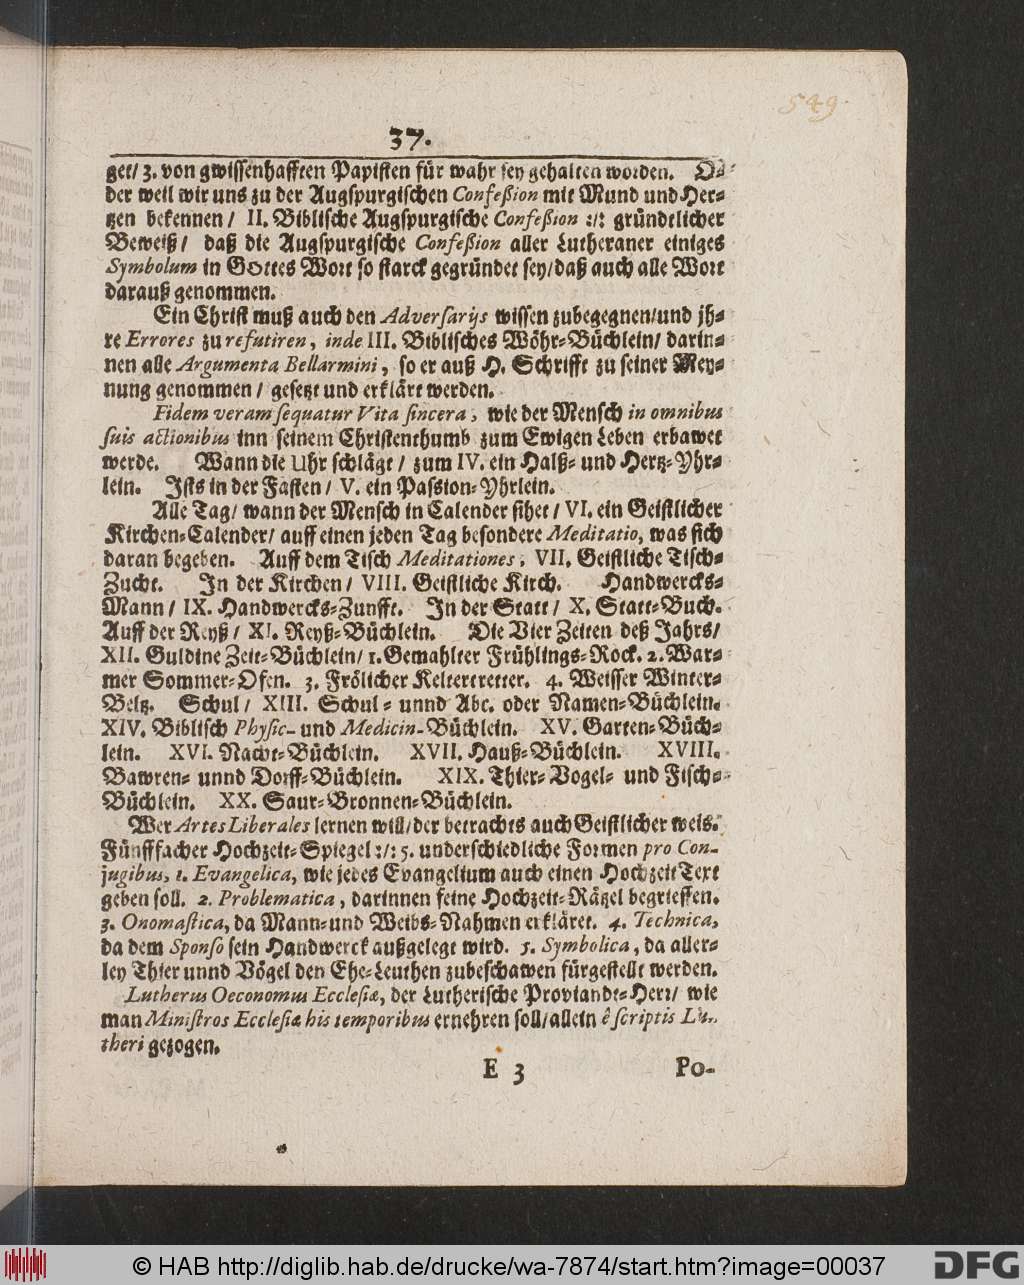 549
37.
get/ 3. von gwissenhafften Papisten für wahr sey gehalten worden. O-
der weil wir uns zu der Augspurgischen Confeßion mit Mund und Her-
tzen bekennen/ II. Biblische Augspurgische Confeßion :/: gründtlicher
Beweiß/ daß die Augspurgische Confeßion aller Lutheraner einiges
Symbolum in Gottes Wort so starck gegründet sey/ daß auch alle Wort
darauß genommen.
Ein Christ muß auch den Adversarijs wissen zubegegnen/ und jh-
re Errores zu refutiren, inde III. Biblisches Wöhr-Büchlein/ darin-
nen alle Argumenta Bellarmini, so er auß H. Schrifft zu seiner Mey-
nung genommen/ gesetzt und erkläret werden.
Fidem veram sequatur Vita sincera, wie der Mensch in omnibus
suis actionibus inn seinem Christenthumb zum Ewigen Leben erbawet
werde. Wann die Uhr schlägt/ zum IV. ein Halß- und Hertz-Yhr-
lein. Ists in der Fasten/ V. ein Passion-Yhrlein.
Alle Tag/ wann der Mensch in Calender sihet/ VI. ein Geistlicher
Kirchen-Calender/ auff einen jeden Tag besondere Meditatio, was sich
daran begeben. Auff dem Tisch Meditationes, VII. Geistliche Tisch-
Zucht. In der Kirchen/ VIII. Geistliche Kirch. Handwercks-
Mann/ IX. Handwercks-Zunfft. In der Statt/ X. Statt-Buch.
Auff der Reyß/ XI. Reyß-Büchlein. Die Vier Zeiten deß Jahrs/
XII. Guldine Zeit-Büchlein/ 1. Gemahlter Frühlings-Rock. 2. War-
mer Sommer-Ofen. 3. Frölicher Keltertretter. 4. Weisser Winter-
Beltz. Schul/ XIII. Schul- unnd Abc. oder Namen-Büchlein.
XIV. Biblisch Physic- und Medicin-Büchlein. XV. Garten-Büch-
lein. XVI. Nacht-Büchlein. XVII. Hauß-Büchlein. XVIII.
Bawren- unnd Dorff-Büchlein. XIX. Thier- Vogel- und Fisch-
Büchlein. XX. Saur-Bronnen-Büchlein.
Wer Artes Liberales lernen will/ der betrachts auch Geistlicher weis.
Fünfffacher Hochzeit-Spiegel :/: 5. underschiedliche Formen pro Con-
jugibus, 1. Evangelica, wie jedes Evangelium auch einen Hochzeit Text
geben soll. 2. Problematica, darinnen feine Hochzeit-Rätzel begrieffen.
3. Onomastica, da Mann- und Weibs-Nahmen erkläret. 4. Technica,
da dem Sponso sein Handwerck außgelegt wird. 5. Symbolica, da aller-
ley Thier unnd Vögel den Ehe-Leuthen zubeschawen fürgestellt werden.
Lutherus Oeconomus Ecclesiæ, der Lutherische Proviandt-Herr/ wie
man Ministros Ecclesiæ his temporibus ernehren soll/ allein è scriptis Lu-
theri gezogen.
E 3 Po-
© HAB http://diglib.hab.de/drucke/wa-7874/start.htm?image=00037
DFG